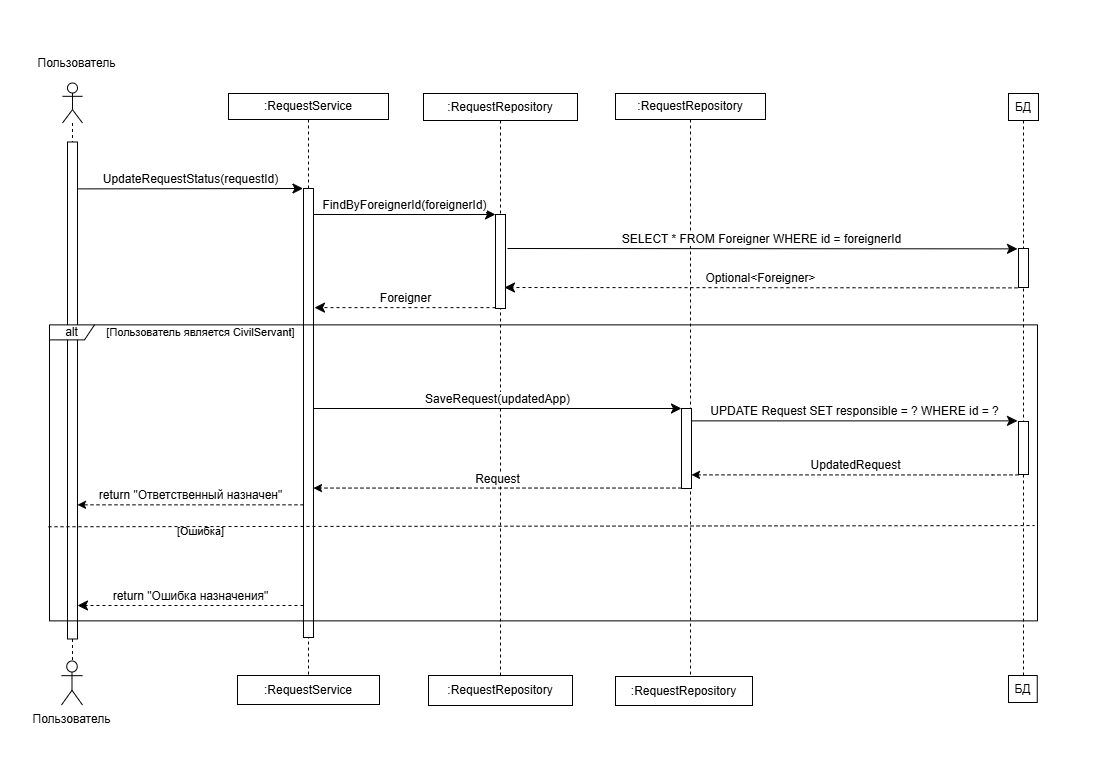 Пользователь
:RequestService
:RequestRepository
:RequestRepository
БД
UpdateRequestStatus(requestId)
FindByForeignerId(foreignerId)
SELECT * FROM Foreigner WHERE id = foreignerId
Optional<Foreigner>
Foreigner
alt
[Пользователь является CivilServant]
SaveRequest(updatedApp)
UPDATE Request SET responsible = ? WHERE id = ?
UpdatedRequest
Request
return "Ответственный назначен"
[Ошибка]
return "Ошибка назначения"
:RequestService
:RequestRepository
:RequestRepository
БД
Пользователь